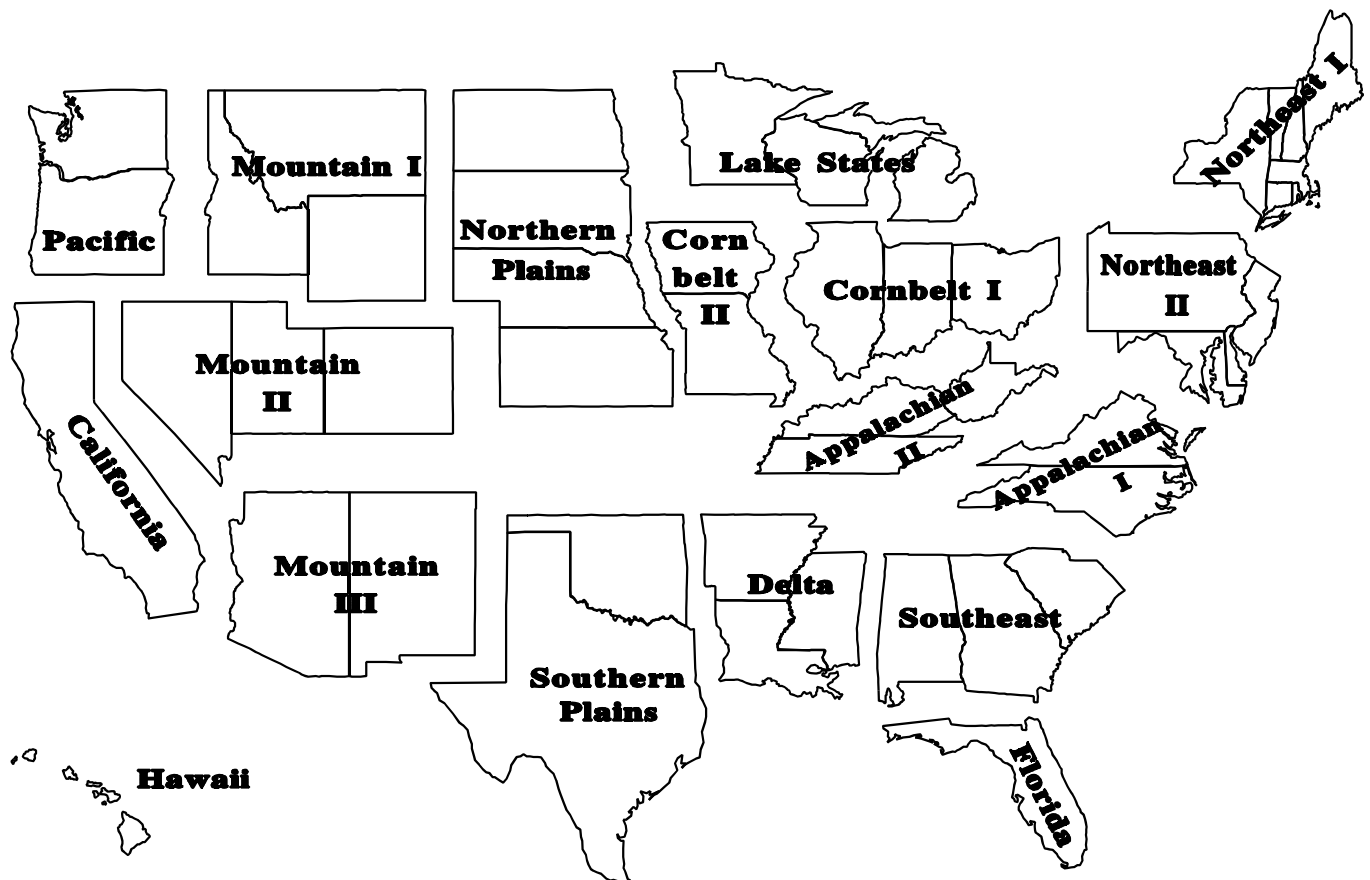 Northeast I
Mountain I
Lake States
Pacific
Northern
Plains
Corn
belt
II
Cornbelt I
Northeast
II
Mountain
II
California
Appalachian
II
Appalachian
I
Mountain
III
Delta
Southeast
Southern
Plains
Hawaii
Florida